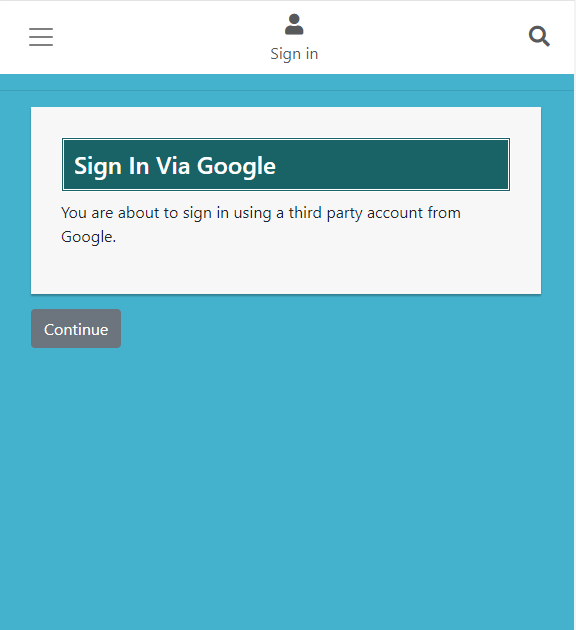 Sign in
Sign In Via Google
You are about to sign in using a third party account from
Google.
Continue